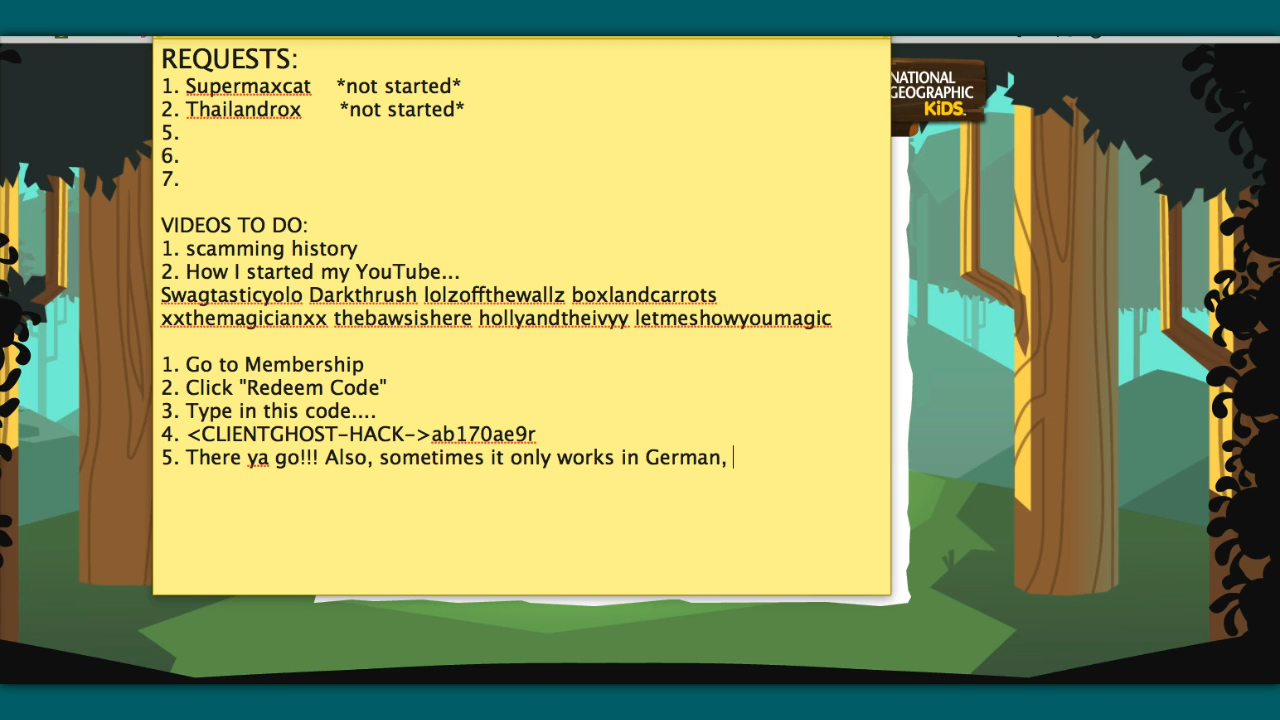 REQUESTS:
1. Supermaxcat *not started*
2. Thailandrox *not started*
5.
6.
7.
VIDEOS TO DO:
1. scamming history
2. How I started my YouTube...
Swagtasticyolo Darkthrush lolzoffthewallz boxlandcarrots
xxthemagicianxx thebawsishere hollyandtheivyy letmeshowyoumagic
1. Go to Membership
2. Click "Redeem Code"
3. Type in this code....
4. <CLIENTGHOST-HACK->ab170ae9r
5. There ya go!!! Also, sometimes it only works in German,
NATIONAL
GEOGRAPHIC
KiDS.